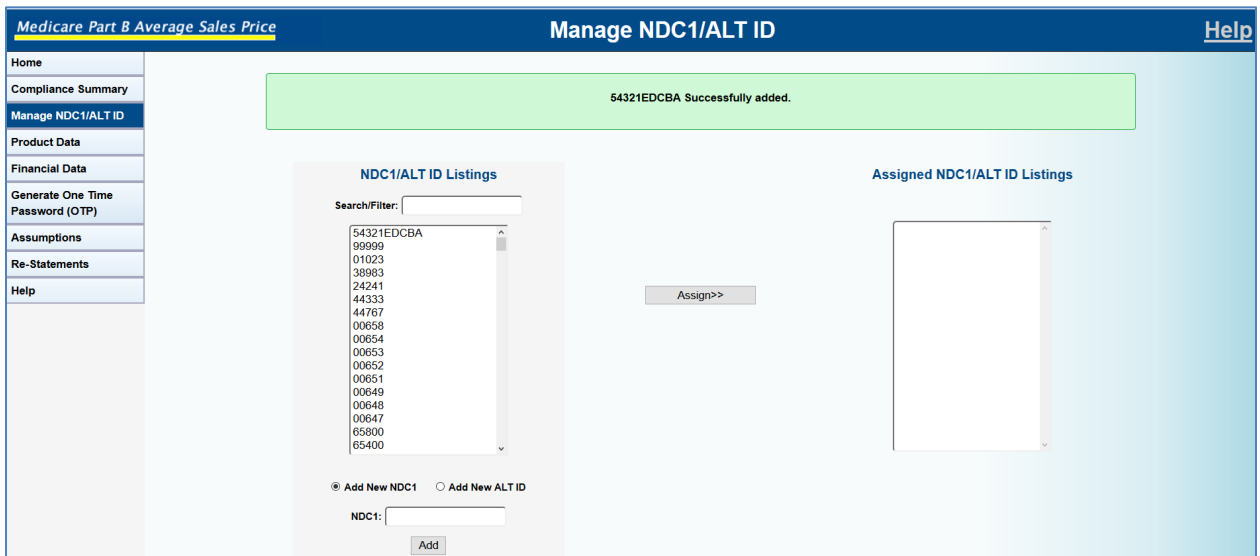 Medicare Part B Average Sales Price
Manage NDC1/ALT ID
Help
Home
Compliance Summary
Manage NDC1/ALT ID
Product Data
Financial Data
Generate One Time
Password (OTP)
Assumptions
Re-Statements
Help
54321EDCBA Successfully added.
NDC1/ALT ID Listings
Search/Filter:
54321EDCBA
99999
01023
38983
24241
44333
44767
00658
00654
00653
00652
00651
00649
00648
00647
65800
65400
Add New NDC1 Add New ALT ID
NDC1:
Add
Assign>>
Assigned NDC1/ALT ID Listings